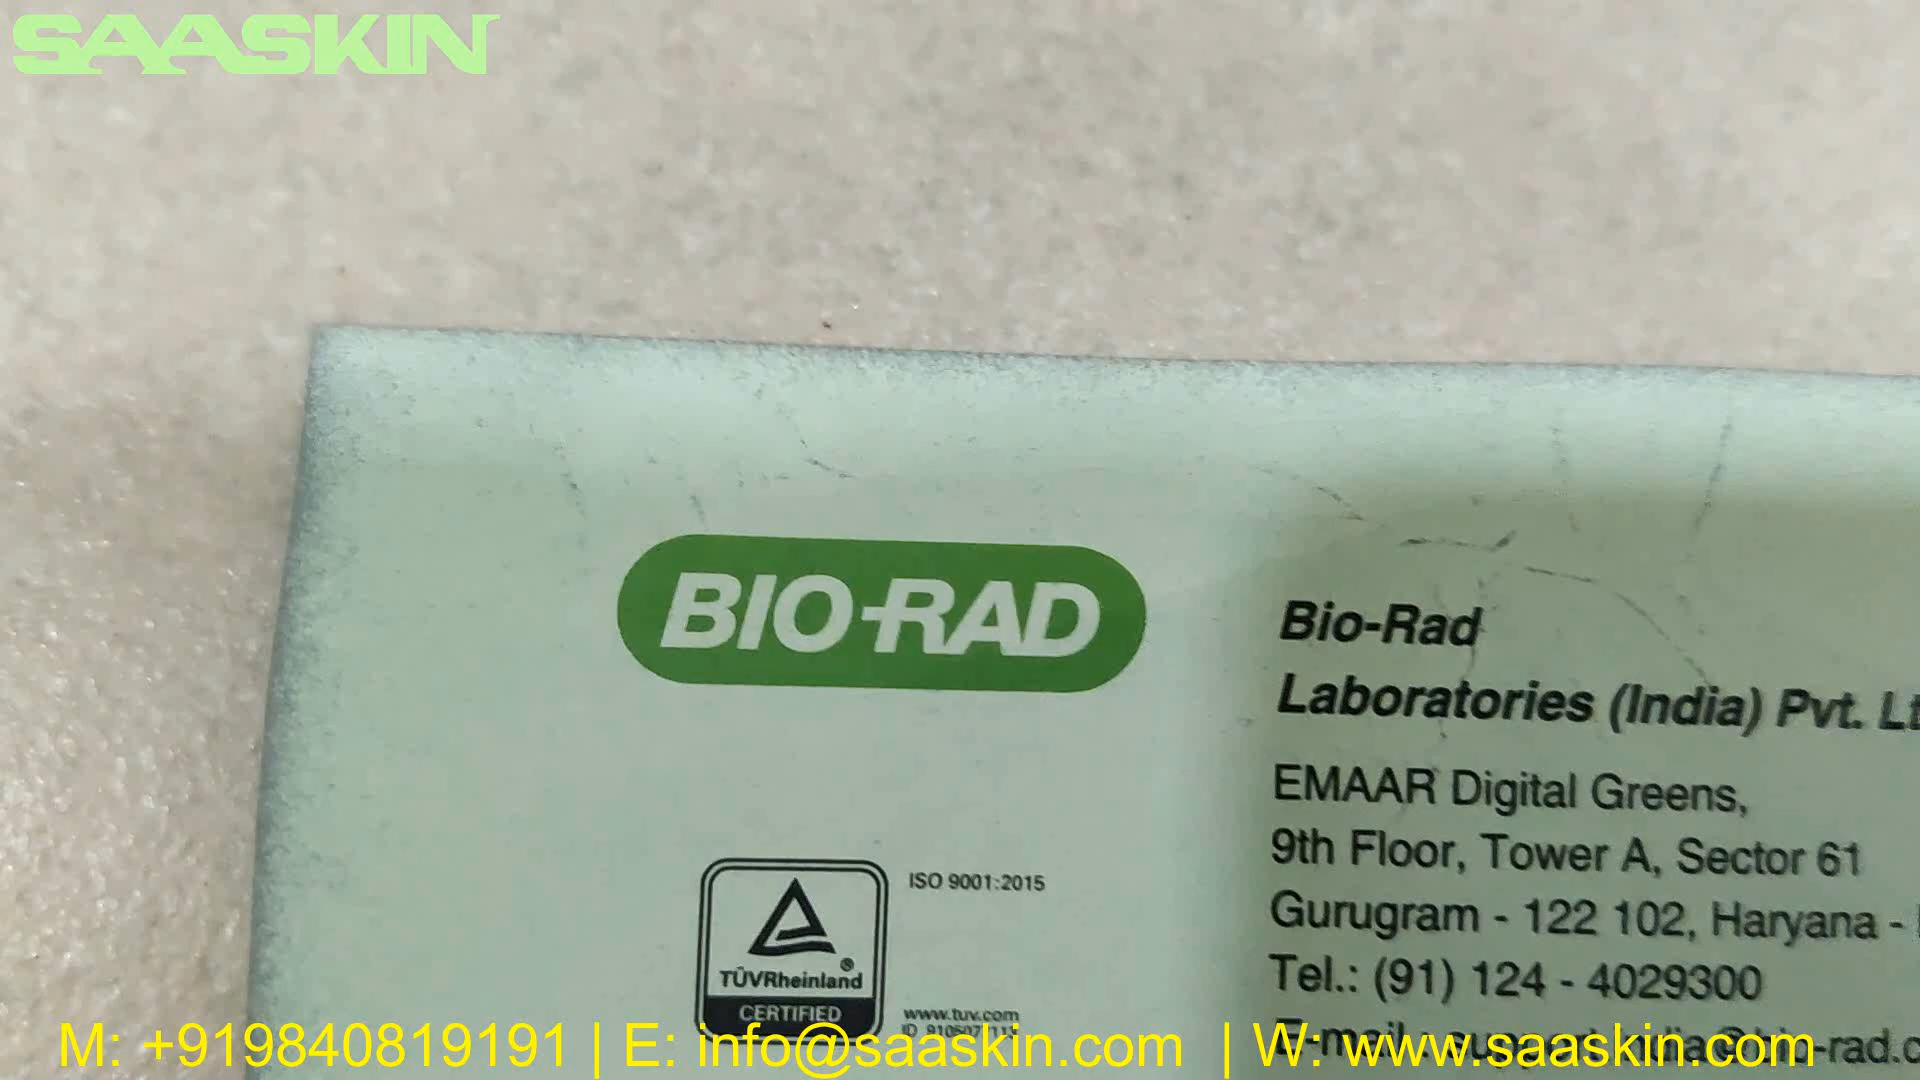 SAASKIN
BIO-RAD
Bio-Rad
Laboratories (India) Pvt.
EMAAR Digital Greens,
9th Floor, Tower A, Sector 61
Gurugram - 122 102, Haryana -
Tel.: (91) 124 - 4029300
ISO 9001:2015
TÜVRheinland®
CERTIFIED
www.tuv.com
M: +919840819191 | E: info@saaskin.com | W: www.saaskin.com